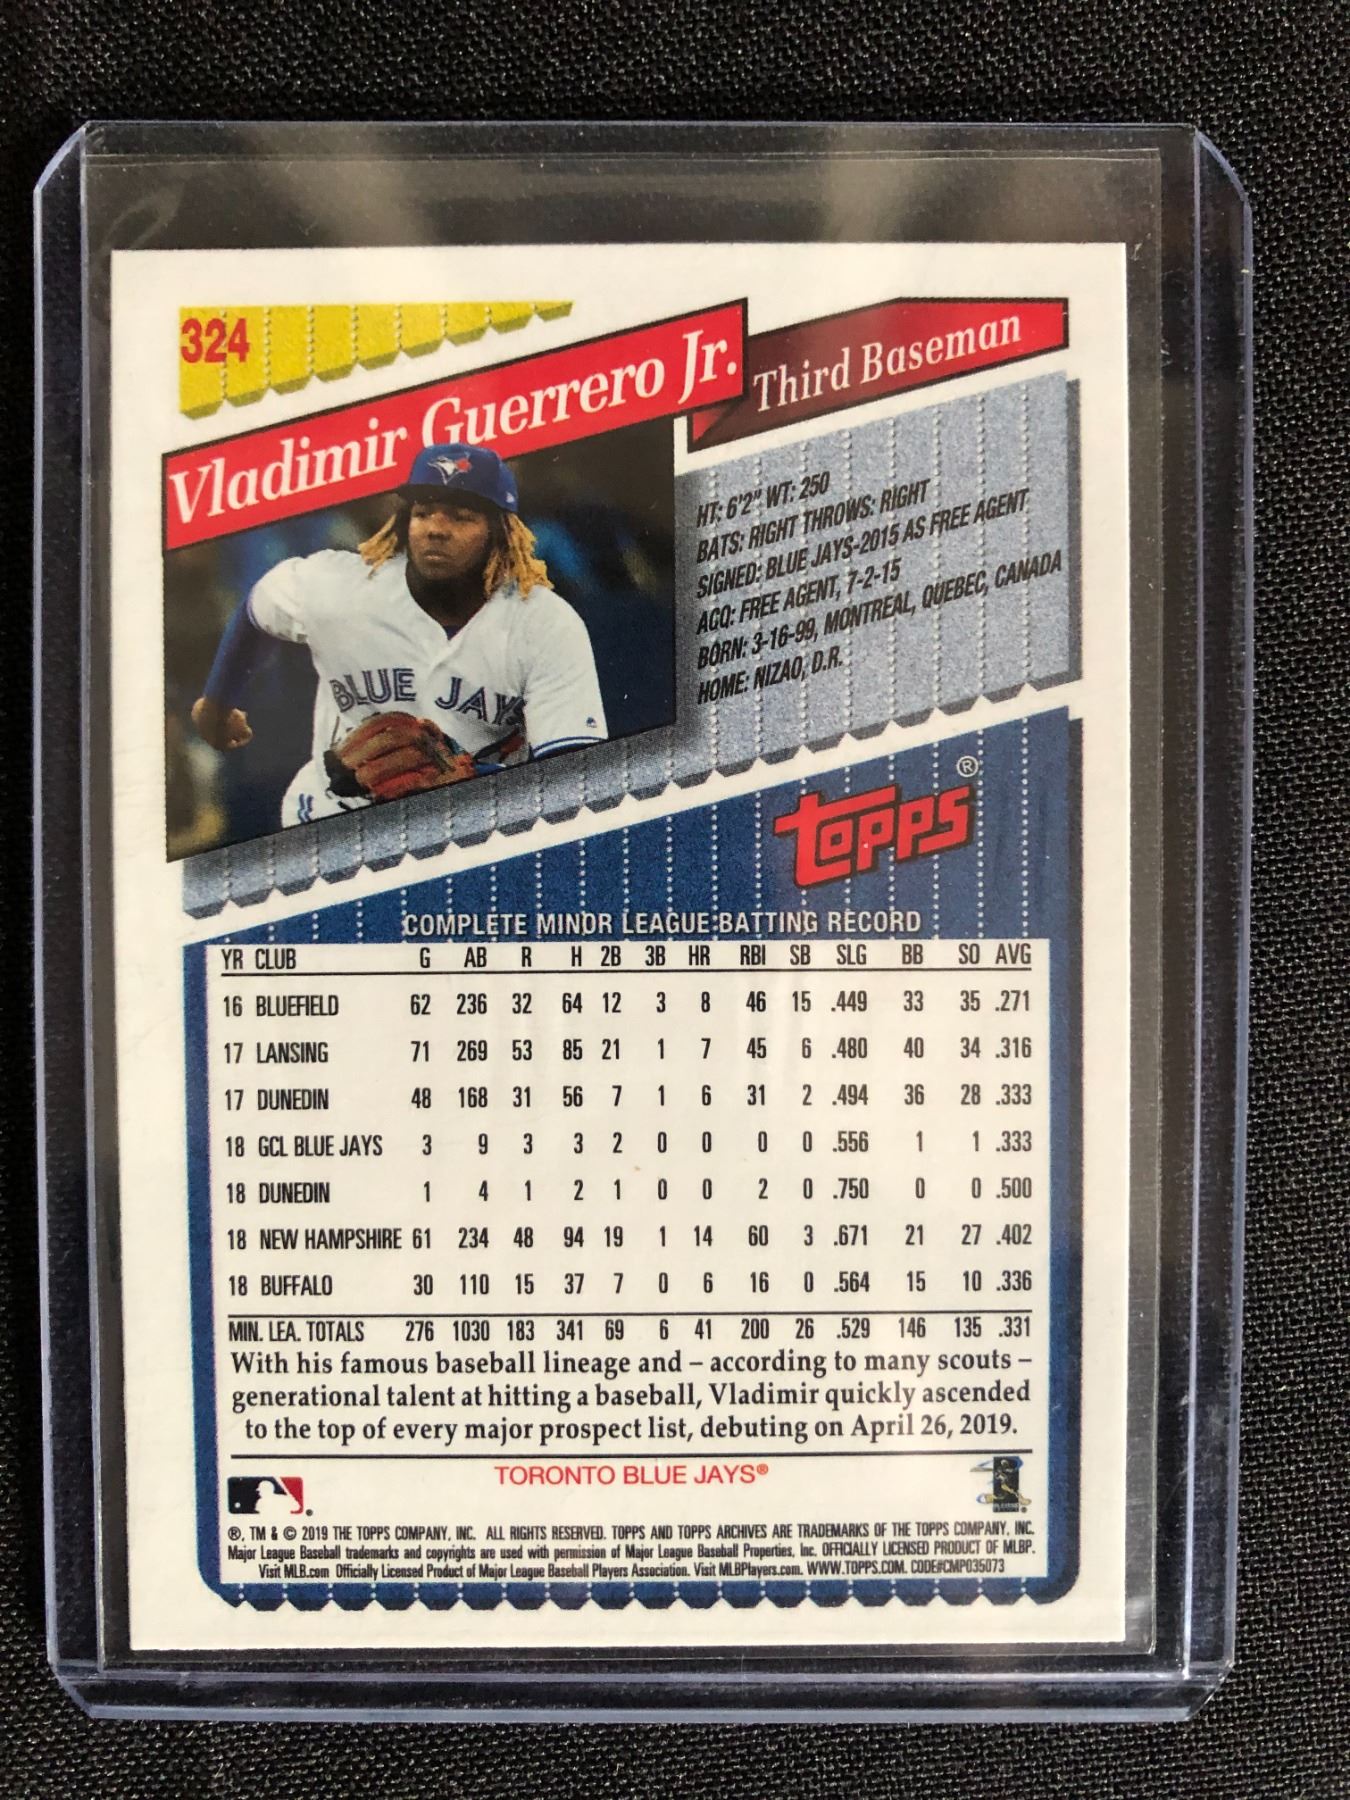 324
Vladimir Guerrero Jr.
Third Baseman
HT: 6'2" WT: 250
BATS: RIGHT THROWS: RIGHT
SIGNED: BLUE JAYS-2015 AS FREE AGENT
ACQ: FREE AGENT, 7-2-15
BORN: 3-16-99, MONTREAL, QUEBEC, CANADA
HOME: NIZAO, D.R.
BLUE JAYS
TOPPS®
COMPLETE MINOR LEAGUE BATTING RECORD
YR CLUB G AB R H 2B 3B HR RBI SB SLG BB SO AVG
16 BLUEFIELD 62 236 32 64 12 3 8 46 15 .449 33 35 .271
17 LANSING 71 269 53 85 21 1 7 45 6 .480 40 34 .316
17 DUNEDIN 48 168 31 56 7 1 6 31 2 .494 36 28 .333
18 GCL BLUE JAYS 3 9 3 3 2 0 0 0 0 .556 1 1 .333
18 DUNEDIN 1 4 1 2 1 0 0 2 0 .750 0 0 .500
18 NEW HAMPSHIRE 61 234 48 94 19 1 14 60 3 .671 21 27 .402
18 BUFFALO 30 110 15 37 7 0 6 16 0 .564 15 10 .336
MIN. LEA. TOTALS 276 1030 183 341 69 6 41 200 26 .529 146 135 .331
With his famous baseball lineage and – according to many scouts –
generational talent at hitting a baseball, Vladimir quickly ascended
to the top of every major prospect list, debuting on April 26, 2019.
TORONTO BLUE JAYS®
®, TM & © 2019 THE TOPPS COMPANY, INC. ALL RIGHTS RESERVED. TOPPS AND TOPPS ARCHIVES ARE TRADEMARKS OF THE TOPPS COMPANY, INC.
Major League Baseball trademarks and copyrights are used with permission of Major League Baseball Properties, Inc. OFFICIALLY LICENSED PRODUCT OF MLBP.
Visit MLB.com Officially Licensed Product of Major League Baseball Players Association. Visit MLBPlayers.com. WWW.TOPPS.COM. CODE#CMP035073